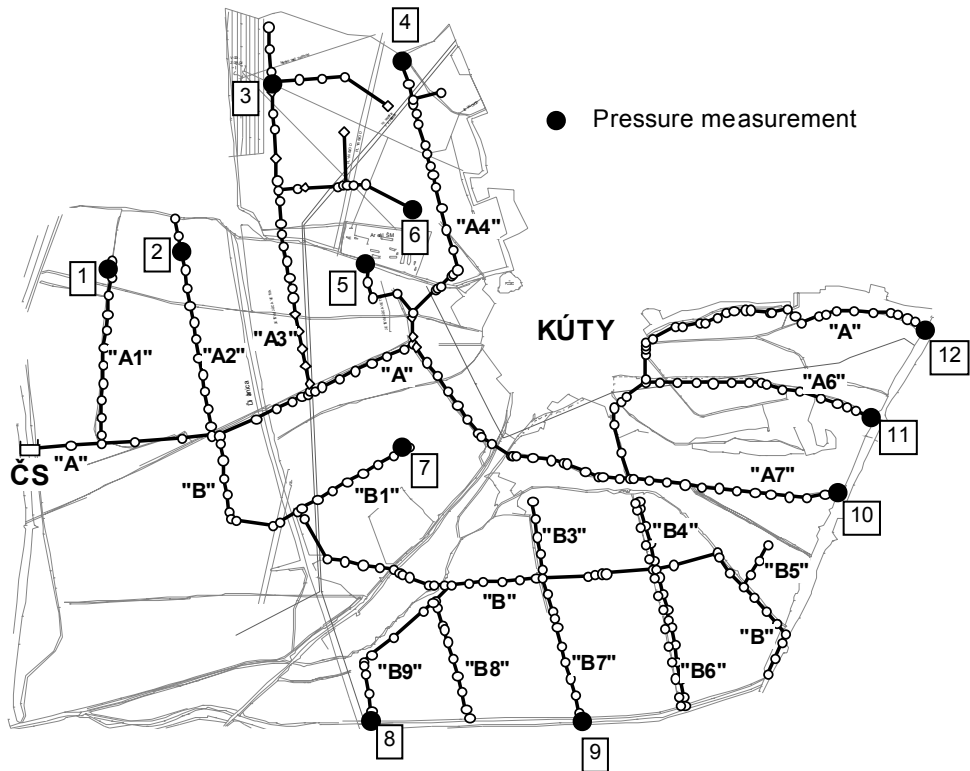 4
3
Pressure measurement
6
"A4"
2
1
5
KÚTY
"A"
12
"A3"
"A1"
"A2"
"A"
"A6"
11
ČS
"A"
7
"B"
"B1"
"A7"
10
"B3"
"B4"
"B5"
"B"
"B"
"B9"
"B8"
"B7"
"B6"
8
9